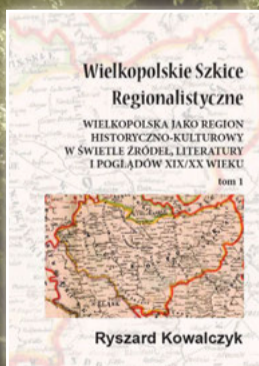 Wielkopolskie Szkice
Regionalistyczne
WIELKOPOLSKA JAKO REGION
HISTORYCZNO-KULTUROWY
W ŚWIETLE ŹRÓDEŁ, LITERATURY
I POGLĄDÓW XIX/XX WIEKU
tom 1
Ryszard Kowalczyk